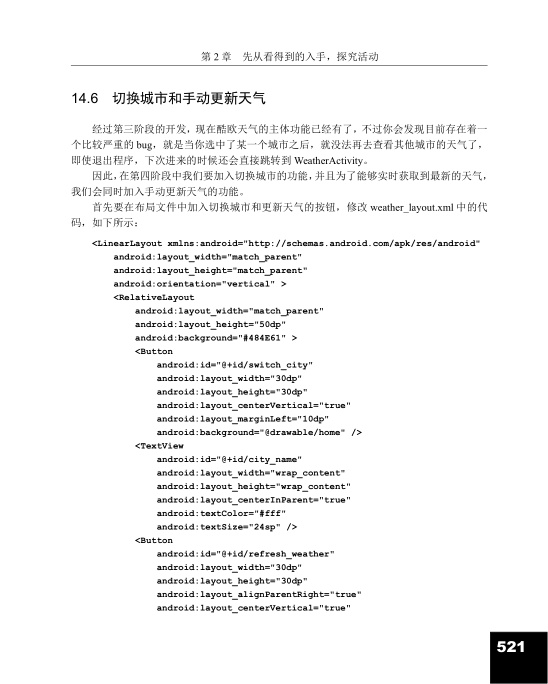 第 2 章　先从看得到的入手，探究活动
14.6　切换城市和手动更新天气
经过第三阶段的开发，现在酷欧天气的主体功能已经有了，不过你会发现目前存在着一
个比较严重的 bug，就是当你选中了某一个城市之后，就没法再去查看其他城市的天气了，
即使退出程序，下次进来的时候还会直接跳转到 WeatherActivity。
因此，在第四阶段中我们要加入切换城市的功能，并且为了能够实时获取到最新的天气，
我们会同时加入手动更新天气的功能。
首先要在布局文件中加入切换城市和更新天气的按钮，修改 weather_layout.xml 中的代
码，如下所示：
<LinearLayout xmlns:android="http://schemas.android.com/apk/res/android"
android:layout_width="match_parent"
android:layout_height="match_parent"
android:orientation="vertical" >
<RelativeLayout
android:layout_width="match_parent"
android:layout_height="50dp"
android:background="#484E61" >
<Button
android:id="@+id/switch_city"
android:layout_width="30dp"
android:layout_height="30dp"
android:layout_centerVertical="true"
android:layout_marginLeft="10dp"
android:background="@drawable/home" />
<TextView
android:id="@+id/city_name"
android:layout_width="wrap_content"
android:layout_height="wrap_content"
android:layout_centerInParent="true"
android:textColor="#fff"
android:textSize="24sp" />
<Button
android:id="@+id/refresh_weather"
android:layout_width="30dp"
android:layout_height="30dp"
android:layout_alignParentRight="true"
android:layout_centerVertical="true"
521